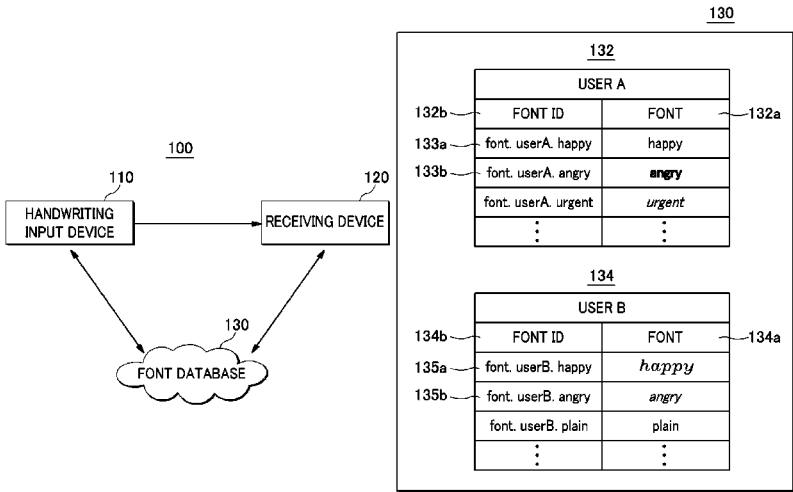 100
110
HANDWRITING
INPUT DEVICE
120
RECEIVING DEVICE
130
FONT DATABASE
130
132
USER A
132b FONT ID FONT 132a
133a font. userA. happy happy
133b font. userA. angry angry
font. userA. urgent urgent
134
USER B
134b FONT ID FONT 134a
135a font. userB. happy happy
135b font. userB. angry angry
font. userB. plain plain